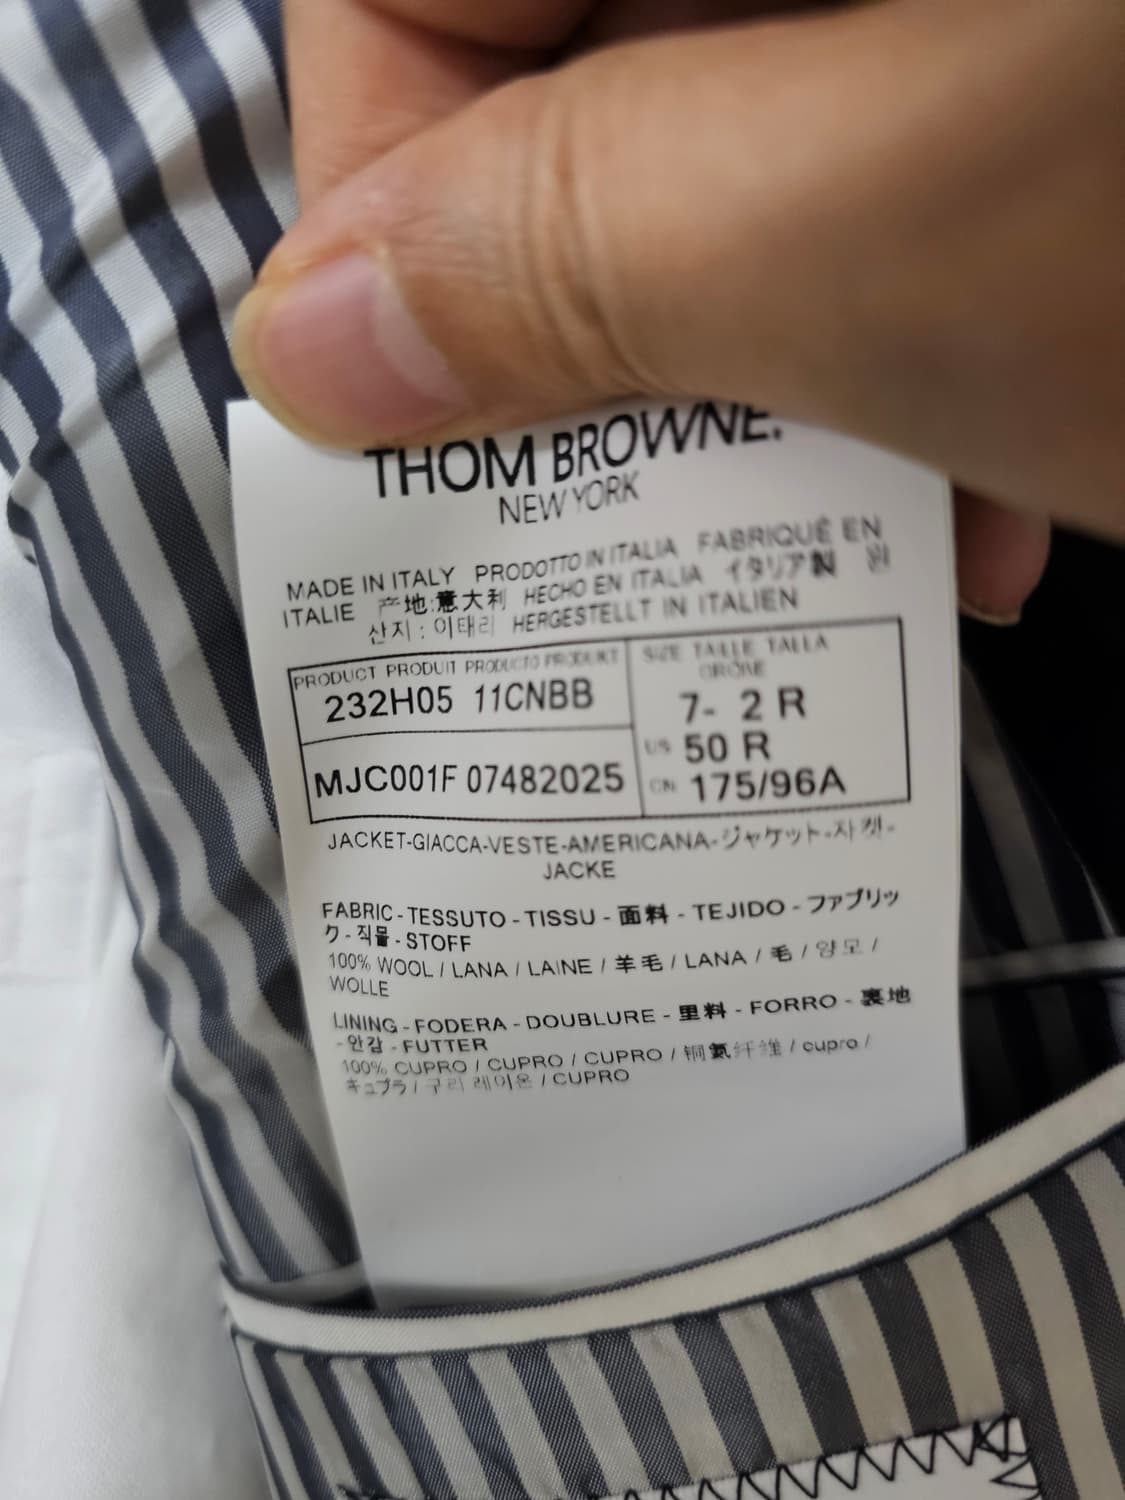 THOM BROWNE.
NEW YORK
MADE IN ITALY PRODOTTO IN ITALIA FABRIQUÉ EN
ITALIE 产地:意大利 HECHO EN ITALIA イタリア製 원
산지 : 이태리 HERGESTELLT IN ITALIEN
PRODUCT PRODUIT PRODUCTO PRODUKT
SIZE TAILLE TALLA
GRÖßE
232H05 11CNBB
7- 2 R
US 50 R
MJC001F 07482025
CN 175/96A
JACKET-GIACCA-VESTE-AMERICANA-ジャケット-자켓-
JACKE
FABRIC - TESSUTO - TISSU - 面料 - TEJIDO - ファブリッ
ク - 직물 - STOFF
100% WOOL / LANA / LAINE / 羊毛 / LANA / 毛 / 양모 /
WOLLE
LINING - FODERA - DOUBLURE - 里料 - FORRO - 裏地
- 안감 - FUTTER
100% CUPRO / CUPRO / CUPRO / 铜氨纤维 / cupro /
キュプラ / 구리 레이온 / CUPRO